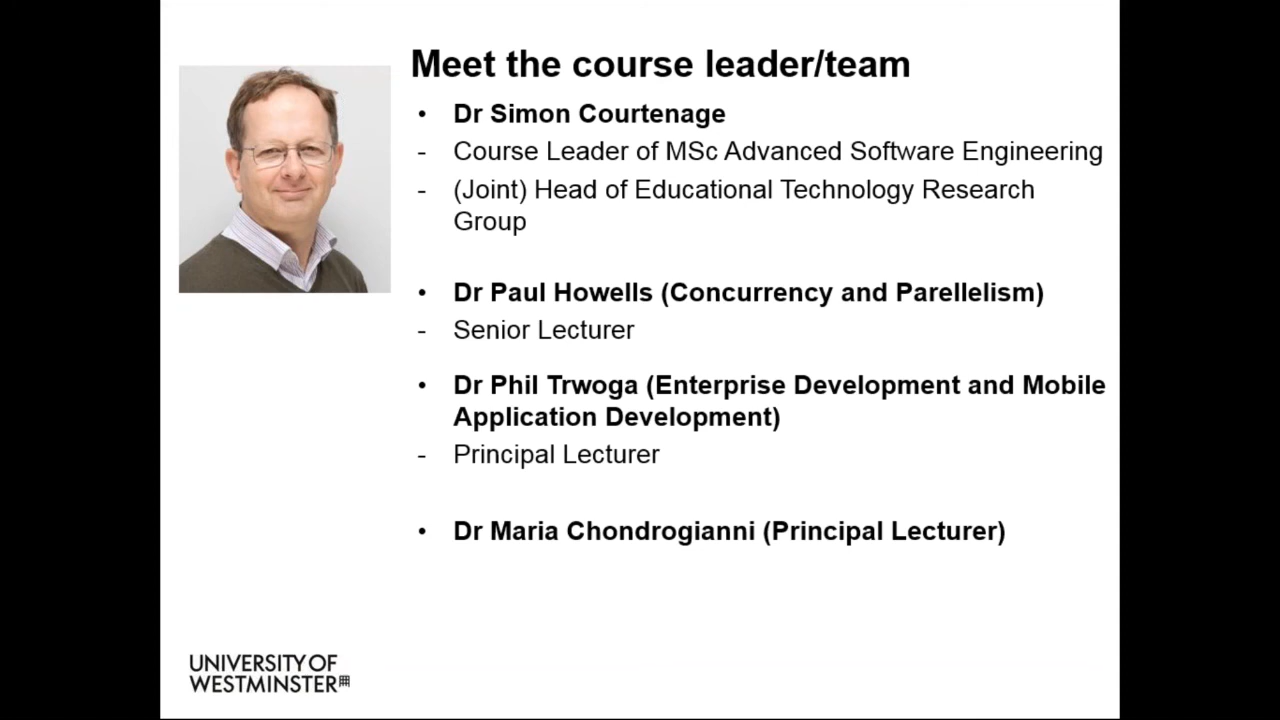 Meet the course leader/team
• Dr Simon Courtenage
- Course Leader of MSc Advanced Software Engineering
- (Joint) Head of Educational Technology Research
Group
• Dr Paul Howells (Concurrency and Parellelism)
- Senior Lecturer
• Dr Phil Trwoga (Enterprise Development and Mobile
Application Development)
- Principal Lecturer
• Dr Maria Chondrogianni (Principal Lecturer)
UNIVERSITY OF
WESTMINSTER